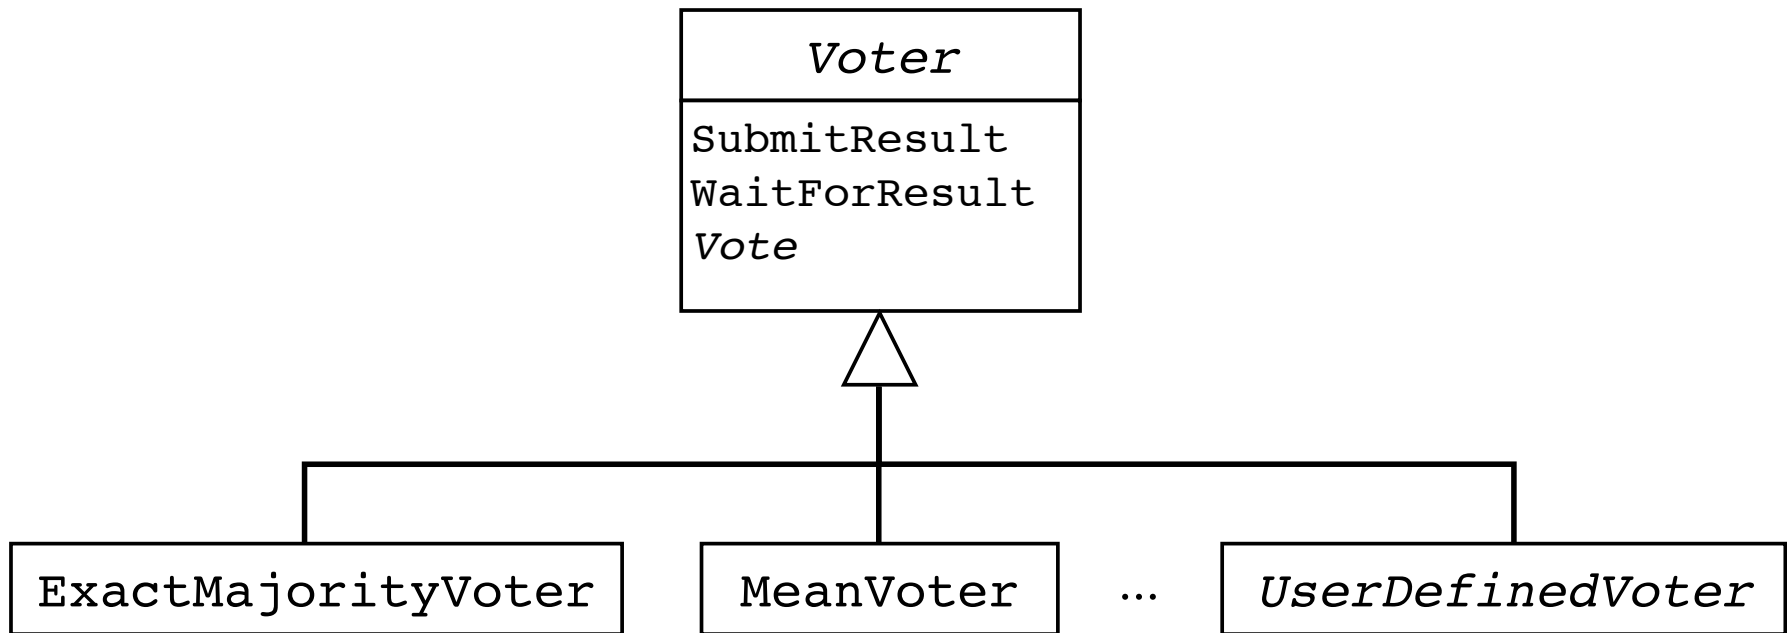 Voter
SubmitResult
WaitForResult
Vote
ExactMajorityVoter
MeanVoter
...
UserDefinedVoter